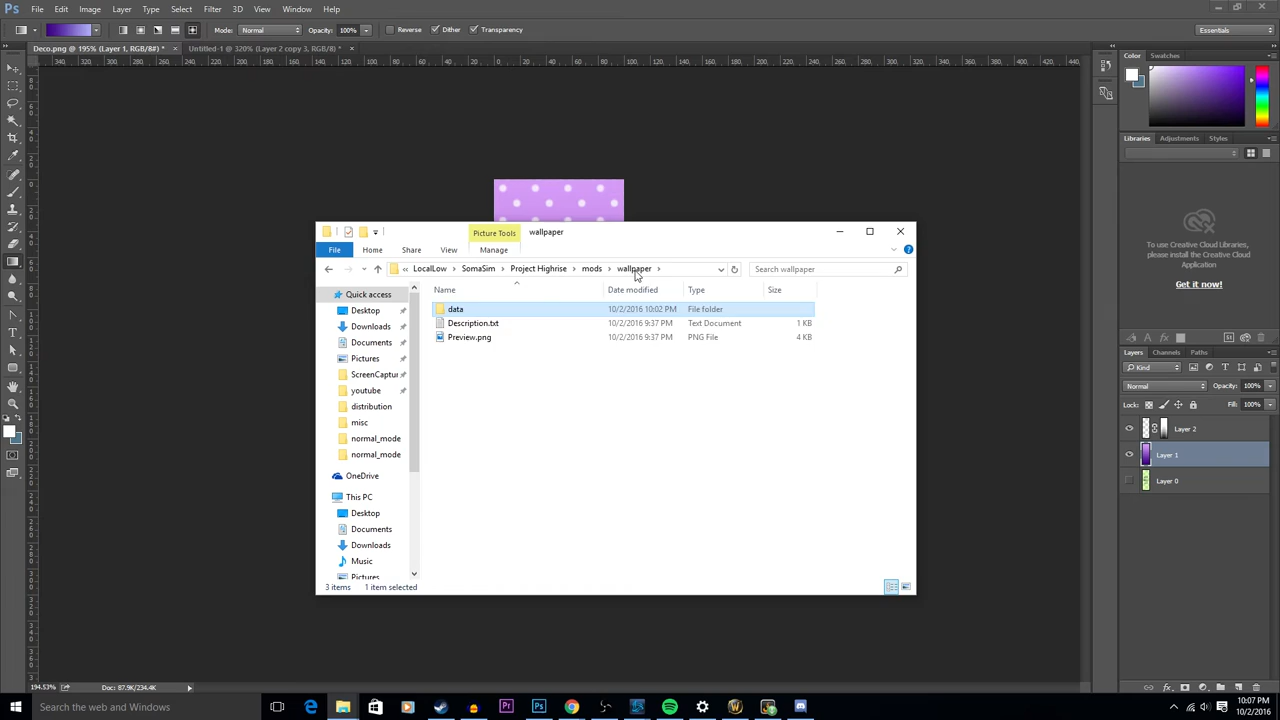 Ps File Edit Image Layer Type Select Filter 3D View Window Help
Mode: Normal Opacity: 100% Reverse Dither Transparency Essentials
Deco.png @ 195% (Layer 1, RGB/8#) * × Untitled-1 @ 320% (Layer 2 copy 3, RGB/8) * ×
Color Swatches
Libraries Adjustments Styles
To use Creative Cloud Libraries,
you need to install the Creative
Cloud Application
Get it now!
Layers Channels Paths
Kind
Normal Opacity: 100%
Lock: Fill: 100%
Layer 2
Layer 1
Layer 0
Picture Tools wallpaper
File Home Share View Manage
« LocalLow › SomaSim › Project Highrise › mods › wallpaper › Search wallpaper
Name Date modified Type Size
data 10/2/2016 10:02 PM File folder
Description.txt 10/2/2016 9:37 PM Text Document 1 KB
Preview.png 10/2/2016 9:37 PM PNG File 4 KB
Quick access
Desktop
Downloads
Documents
Pictures
ScreenCaptur
youtube
distribution
misc
normal_mode
normal_mode
OneDrive
This PC
Desktop
Documents
Downloads
Music
Pictures
3 items 1 item selected
194.53% Doc: 87.9K/234.4K
Search the web and Windows
10:07 PM
10/2/2016